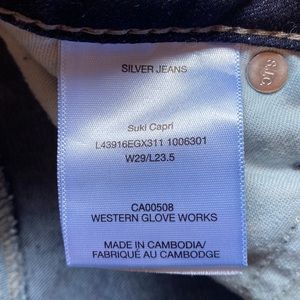 SILVER JEANS
Suki Capri
L43916EGX311 1006301
W29/L23.5
CA00508
WESTERN GLOVE WORKS
MADE IN CAMBODIA/
FABRIQUÉ AU CAMBODGE